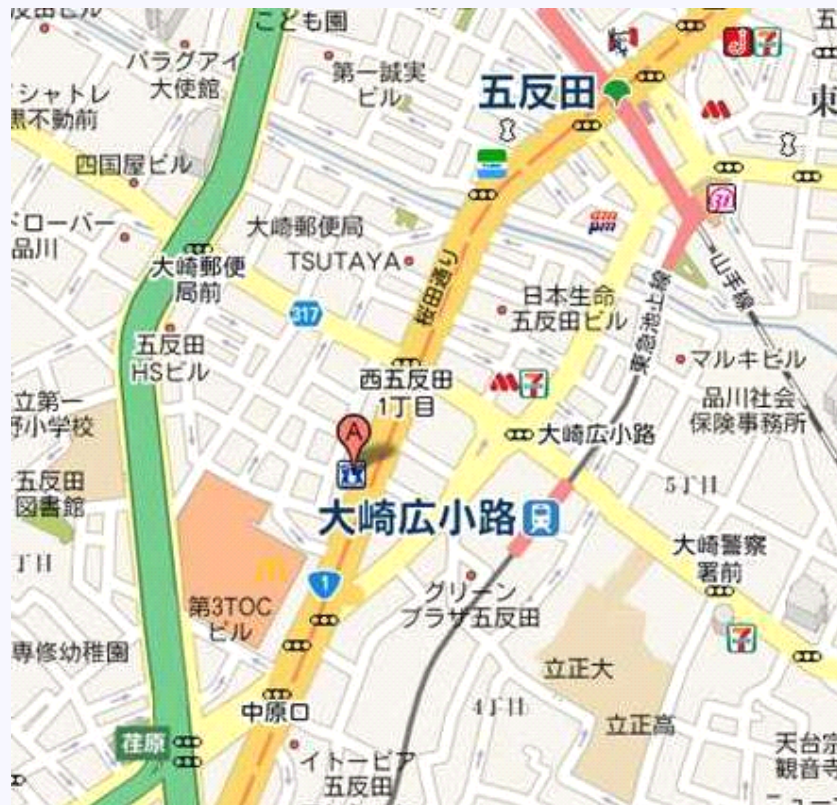 こども園
パラグアイ
大使館
第一誠実
ビル
五反田
シャトレ
黒不動前
東
四国屋ビル
ドローバー
品川
大崎郵便局
TSUTAYA
大崎郵便
局前
桜田通り
am
pm
31
山手線
東急池上線
日本生命
五反田ビル
317
五反田
HSビル
マルキビル
西五反田
1丁目
品川社会
保険事務所
立第一
野小学校
A
大崎広小路
五反田
図書館
5丁目
大崎広小路
大崎警察
署前
丁目
1
グリーン
プラザ五反田
第3TOC
ビル
専修幼稚園
立正大
4丁目
立正高
中原口
荏原
イトーピア
五反田
天台宗
観音寺